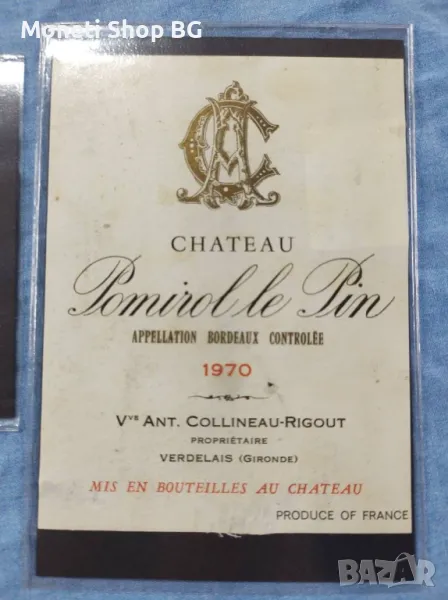 Moneti Shop BG
CHATEAU
Pomirol le Pin
APPELLATION BORDEAUX CONTROLÉE
1970
Vve ANT. COLLINEAU-RIGOUT
PROPRIÉTAIRE
VERDELAIS (GIRONDE)
MIS EN BOUTEILLES AU CHATEAU
PRODUCE OF FRANCE
BAZAR